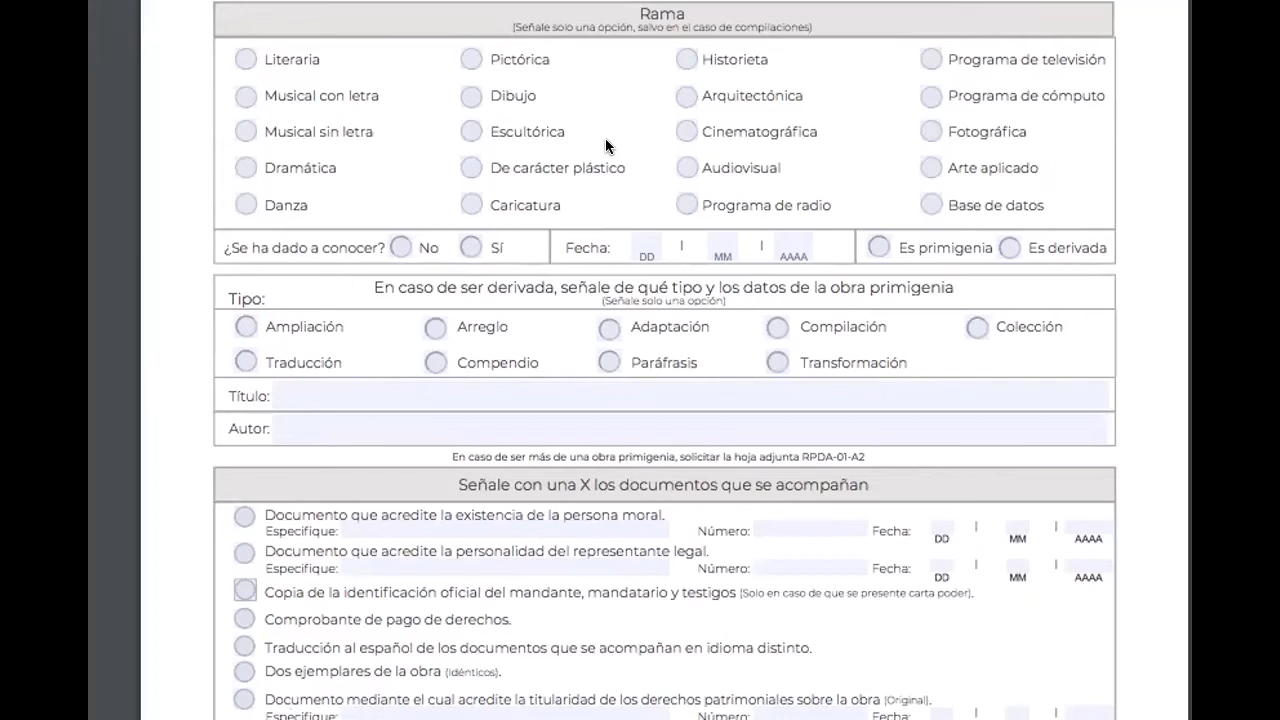 Rama
(Señale solo una opción, salvo en el caso de compilaciones)
Literaria Pictórica Historieta Programa de televisión
Musical con letra Dibujo Arquitectónica Programa de cómputo
Musical sin letra Escultórica Cinematográfica Fotográfica
Dramática De carácter plástico Audiovisual Arte aplicado
Danza Caricatura Programa de radio Base de datos
¿Se ha dado a conocer? No Sí Fecha: / / Es primigenia Es derivada
DD MM AAAA
En caso de ser derivada, señale de qué tipo y los datos de la obra primigenia
Tipo: (Señale solo una opción)
Ampliación Arreglo Adaptación Compilación Colección
Traducción Compendio Paráfrasis Transformación
Título:
Autor:
En caso de ser más de una obra primigenia, solicitar la hoja adjunta RPDA-01-A2
Señale con una X los documentos que se acompañan
Documento que acredite la existencia de la persona moral.
Especifique: Número: Fecha: / /
DD MM AAAA
Documento que acredite la personalidad del representante legal.
Especifique: Número: Fecha: / /
DD MM AAAA
Copia de la identificación oficial del mandante, mandatario y testigos (Solo en caso de que se presente carta poder).
Comprobante de pago de derechos.
Traducción al español de los documentos que se acompañan en idioma distinto.
Dos ejemplares de la obra (Idénticos).
Documento mediante el cual acredite la titularidad de los derechos patrimoniales sobre la obra (Original).
Especifique: Número: Fecha: / /